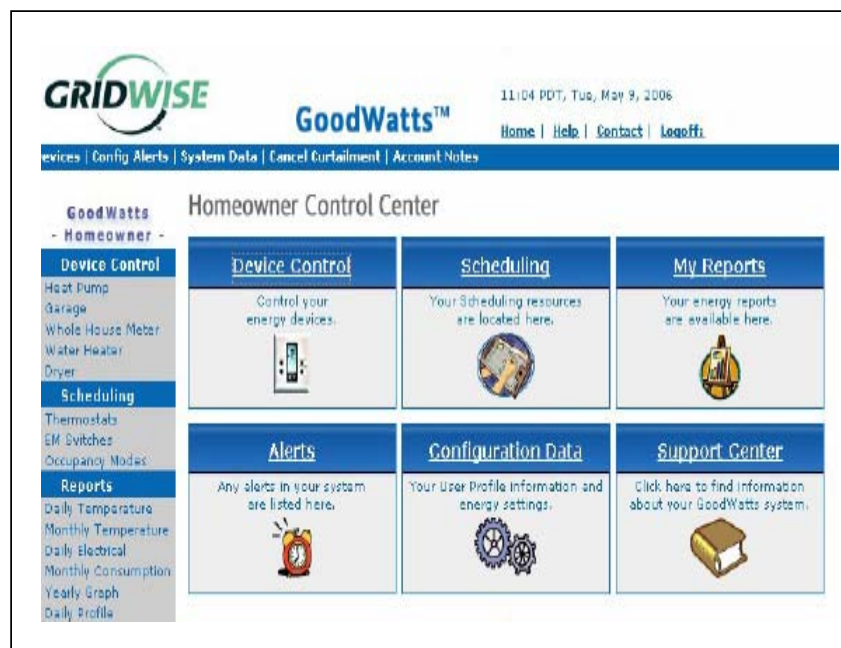 GRIDWISE
GoodWatts™
11:04 PDT, Tue, May 9, 2006
Home | Help | Contact | Logoff:
evices | Config Alerts | System Data | Cancel Curtailment | Account Notes
GoodWatts
- Homeowner -
Device Control
Heat Pump
Garage
Whole House Meter
Water Heater
Dryer
Scheduling
Thermostats
EM Switches
Occupancy Modes
Reports
Daily Temperature
Monthly Temperature
Daily Electrical
Monthly Consumption
Yearly Graph
Daily Profile
Homeowner Control Center
Device Control
Control your
energy devices.
Scheduling
Your Scheduling resources
are located here.
My Reports
Your energy reports
are available here.
Alerts
Any alerts in your system
are listed here.
Configuration Data
Your User Profile information and
energy settings.
Support Center
Click here to find information
about your GoodWatts system.